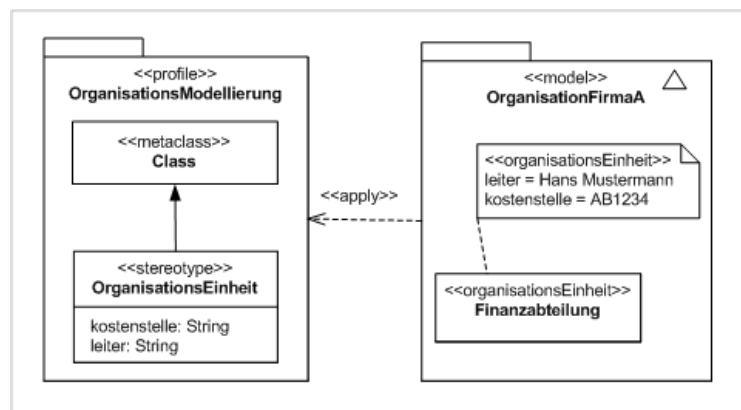 <<profile>>
OrganisationsModellierung
<<metaclass>>
Class
<<stereotype>>
OrganisationsEinheit
kostenstelle: String
leiter: String
<<apply>>
<<model>>
OrganisationFirmaA
<<organisationsEinheit>>
leiter = Hans Mustermann
kostenstelle = AB1234
<<organisationsEinheit>>
Finanzabteilung